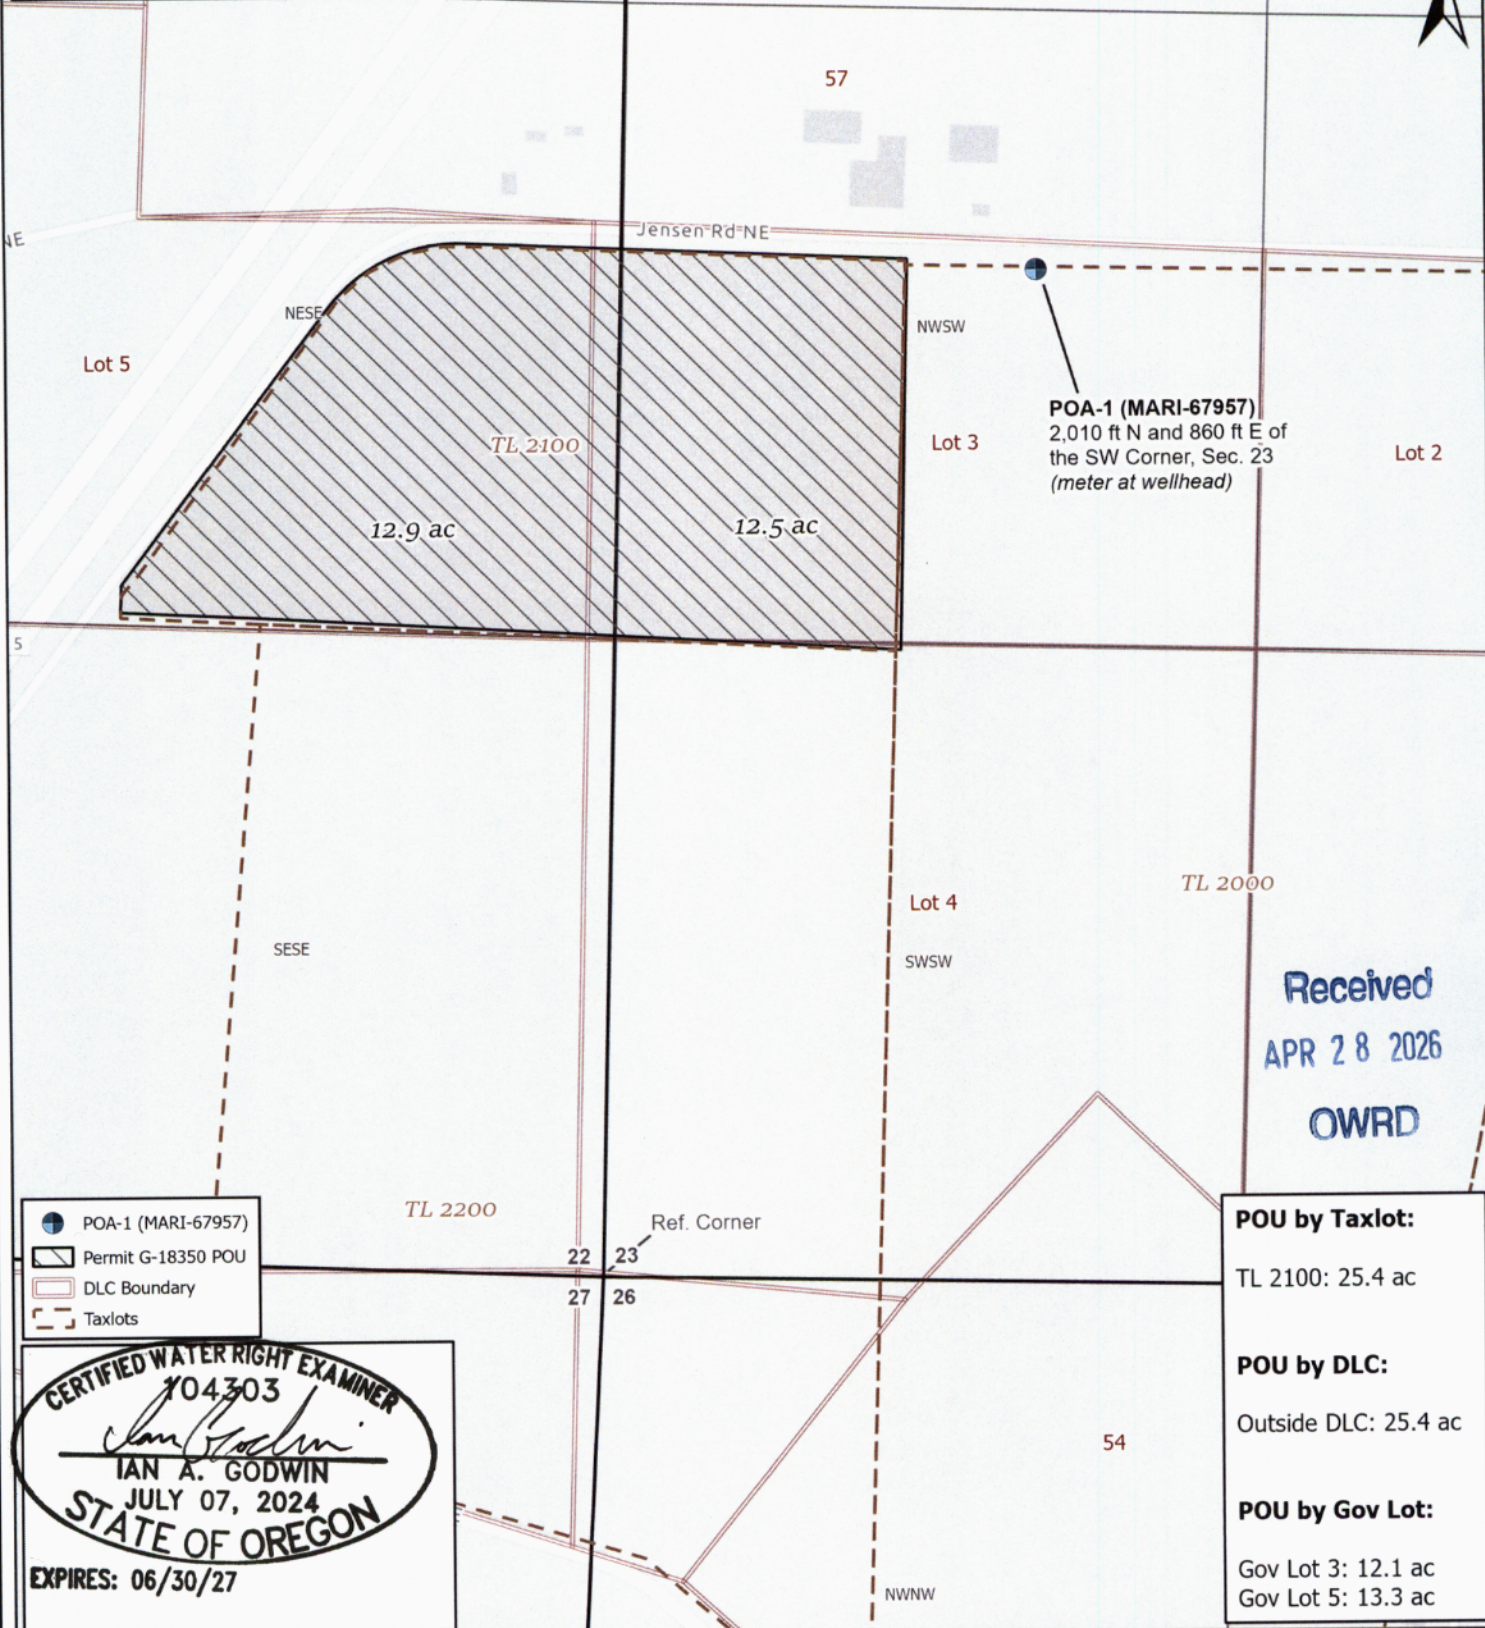 57
Jensen Rd NE
NE
NESE
NWSW
Lot 5
POA-1 (MARI-67957)
2,010 ft N and 860 ft E of
the SW Corner, Sec. 23
(meter at wellhead)
Lot 3
Lot 2
TL 2100
12.9 ac
12.5 ac
5
TL 2000
Lot 4
SESE
SWSW
Received
APR 28 2026
OWRD
TL 2200
Ref. Corner
22 23
27 26
POA-1 (MARI-67957)
Permit G-18350 POU
DLC Boundary
Taxlots
POU by Taxlot:
TL 2100: 25.4 ac
POU by DLC:
Outside DLC: 25.4 ac
POU by Gov Lot:
Gov Lot 3: 12.1 ac
Gov Lot 5: 13.3 ac
CERTIFIED WATER RIGHT EXAMINER
104303
Ian Godwin
IAN A. GODWIN
JULY 07, 2024
STATE OF OREGON
EXPIRES: 06/30/27
54
NWNW